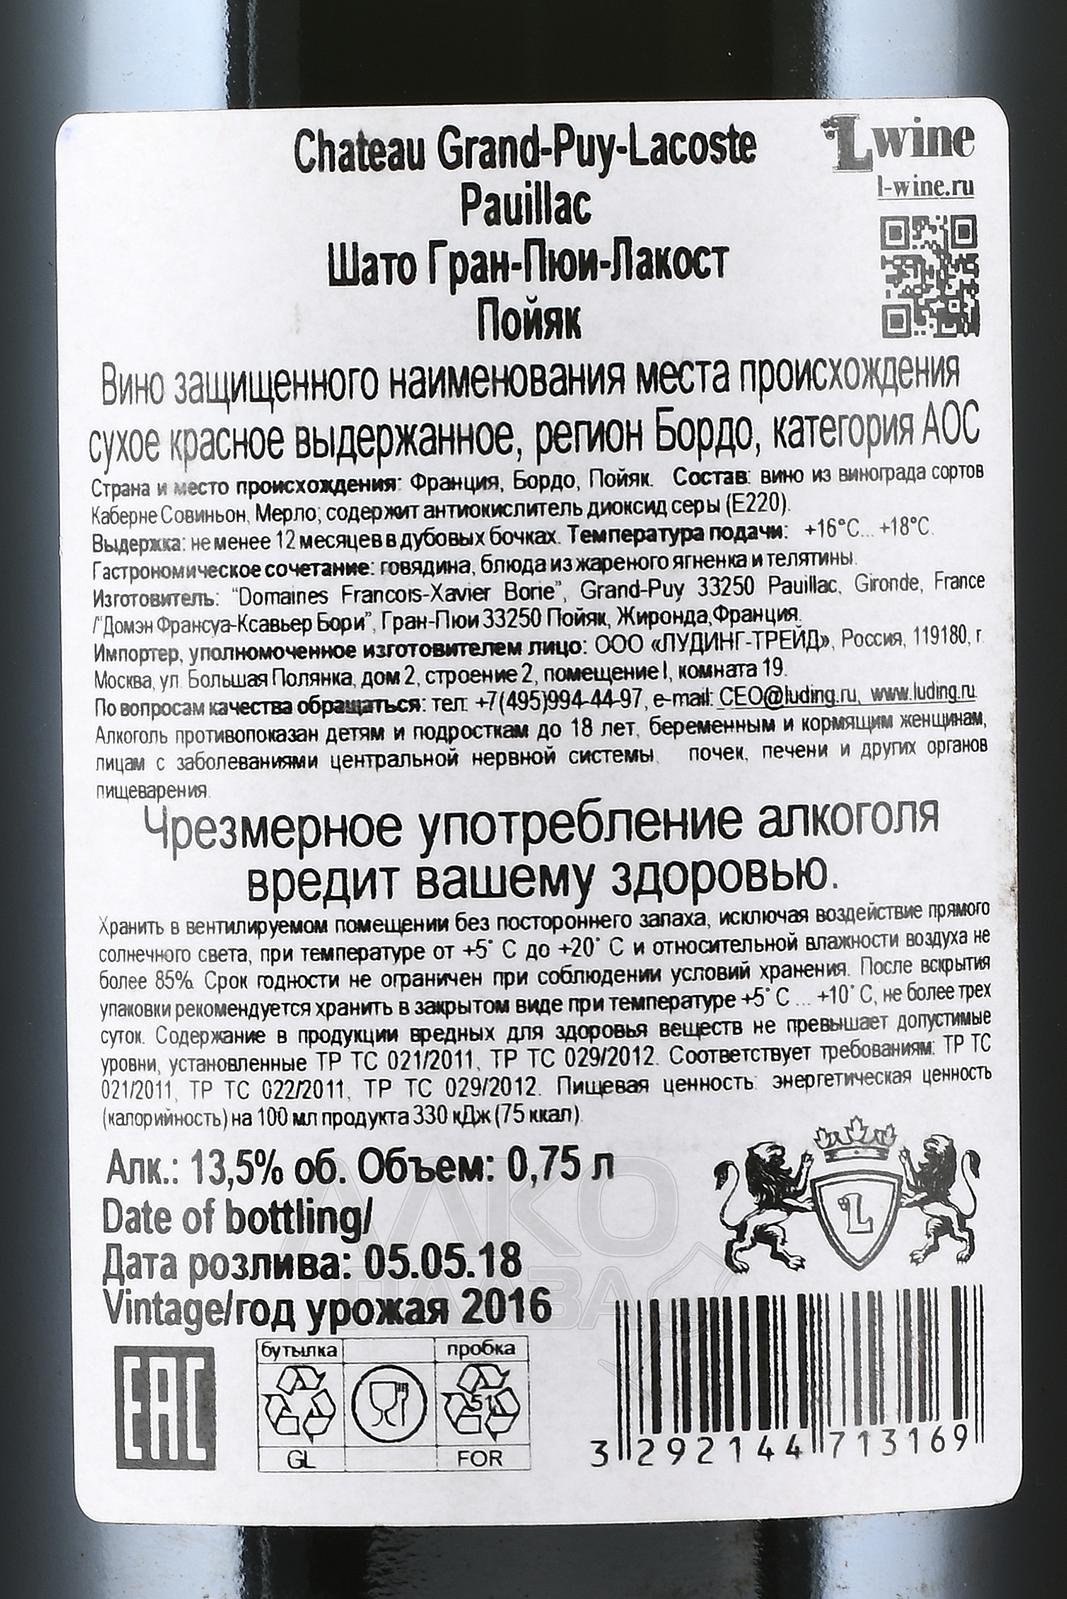 Chateau Grand-Puy-Lacoste
Pauillac
Шато Гран-Пюи-Лакост
Пойяк
Lwine
l-wine.ru
Вино защищенного наименования места происхождения
сухое красное выдержанное, регион Бордо, категория АОС
Страна и место происхождения: Франция, Бордо, Пойяк. Состав: вино из винограда сортов
Каберне Совиньон, Мерло; содержит антиокислитель диоксид серы (Е220).
Выдержка: не менее 12 месяцев в дубовых бочках. Температура подачи: +16°С... +18°С.
Гастрономическое сочетание: говядина, блюда из жареного ягненка и телятины.
Изготовитель: "Domaines Francois-Xavier Borie", Grand-Puy 33250 Pauillac, Gironde, France
/"Домэн Франсуа-Ксавьер Бори", Гран-Пюи 33250 Пойяк, Жиронда,Франция.
Импортер, уполномоченное изготовителем лицо: ООО «ЛУДИНГ-ТРЕЙД», Россия, 119180, г.
Москва, ул. Большая Полянка, дом 2, строение 2, помещение I, комната 19.
По вопросам качества обращаться: тел: +7(495)994-44-97, e-mail: CEO@luding.ru, www.luding.ru
Алкоголь противопоказан детям и подросткам до 18 лет, беременным и кормящим женщинам,
лицам с заболеваниями центральной нервной системы, почек, печени и других органов
пищеварения.
Чрезмерное употребление алкоголя
вредит вашему здоровью.
Хранить в вентилируемом помещении без постороннего запаха, исключая воздействие прямого
солнечного света, при температуре от +5° С до +20° С и относительной влажности воздуха не
более 85%. Срок годности не ограничен при соблюдении условий хранения. После вскрытия
упаковки рекомендуется хранить в закрытом виде при температуре +5° С ... +10° С, не более трех
суток. Содержание в продукции вредных для здоровья веществ не превышает допустимые
уровни, установленные ТР ТС 021/2011, ТР ТС 029/2012. Соответствует требованиям: ТР ТС
021/2011, ТР ТС 022/2011, ТР ТС 029/2012. Пищевая ценность: энергетическая ценность
(калорийность) на 100 мл продукта 330 кДж (75 ккал).
Алк.: 13,5% об. Объем: 0,75 л
Date of bottling/
Дата розлива: 05.05.18
Vintage/год урожая 2016
L
EAC
бутылка пробка
51
GL FOR
3 292144 713169